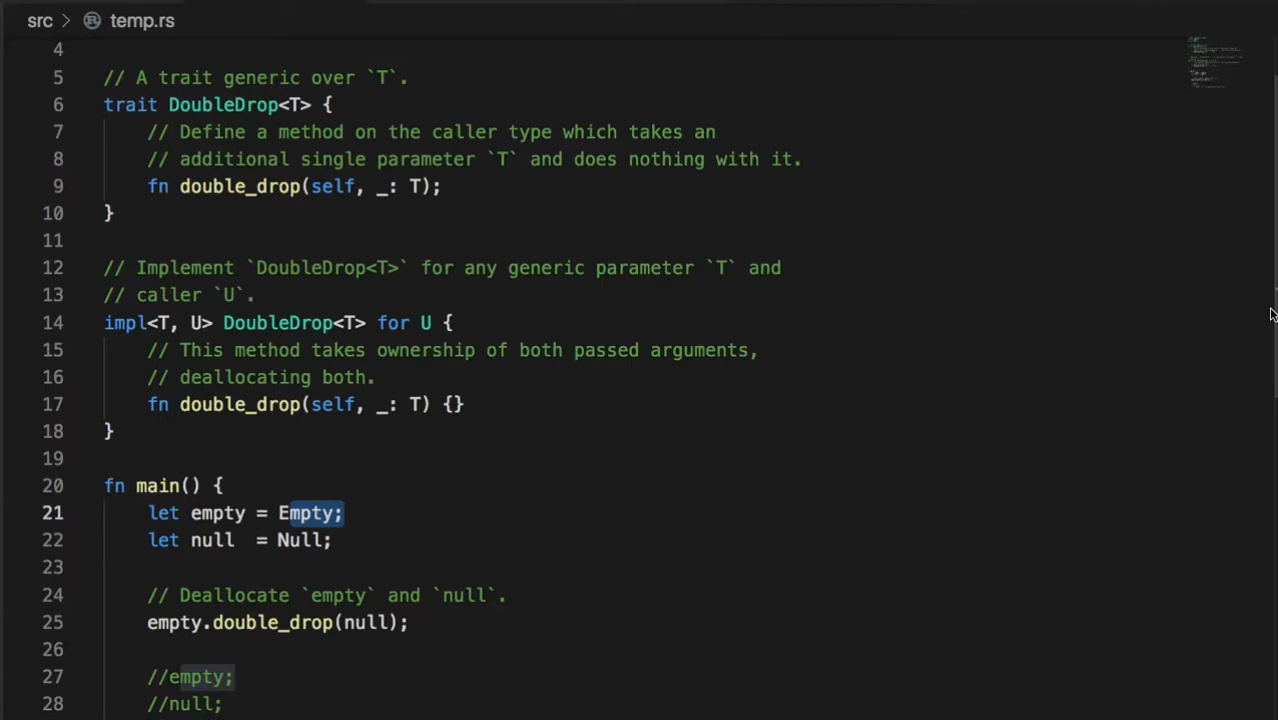 src > temp.rs
4
5 // A trait generic over `T`.
6 trait DoubleDrop<T> {
7     // Define a method on the caller type which takes an
8     // additional single parameter `T` and does nothing with it.
9     fn double_drop(self, _: T);
10 }
11
12 // Implement `DoubleDrop<T>` for any generic parameter `T` and
13 // caller `U`.
14 impl<T, U> DoubleDrop<T> for U {
15     // This method takes ownership of both passed arguments,
16     // deallocating both.
17     fn double_drop(self, _: T) {}
18 }
19
20 fn main() {
21     let empty = Empty;
22     let null  = Null;
23
24     // Deallocate `empty` and `null`.
25     empty.double_drop(null);
26
27     //empty;
28     //null;